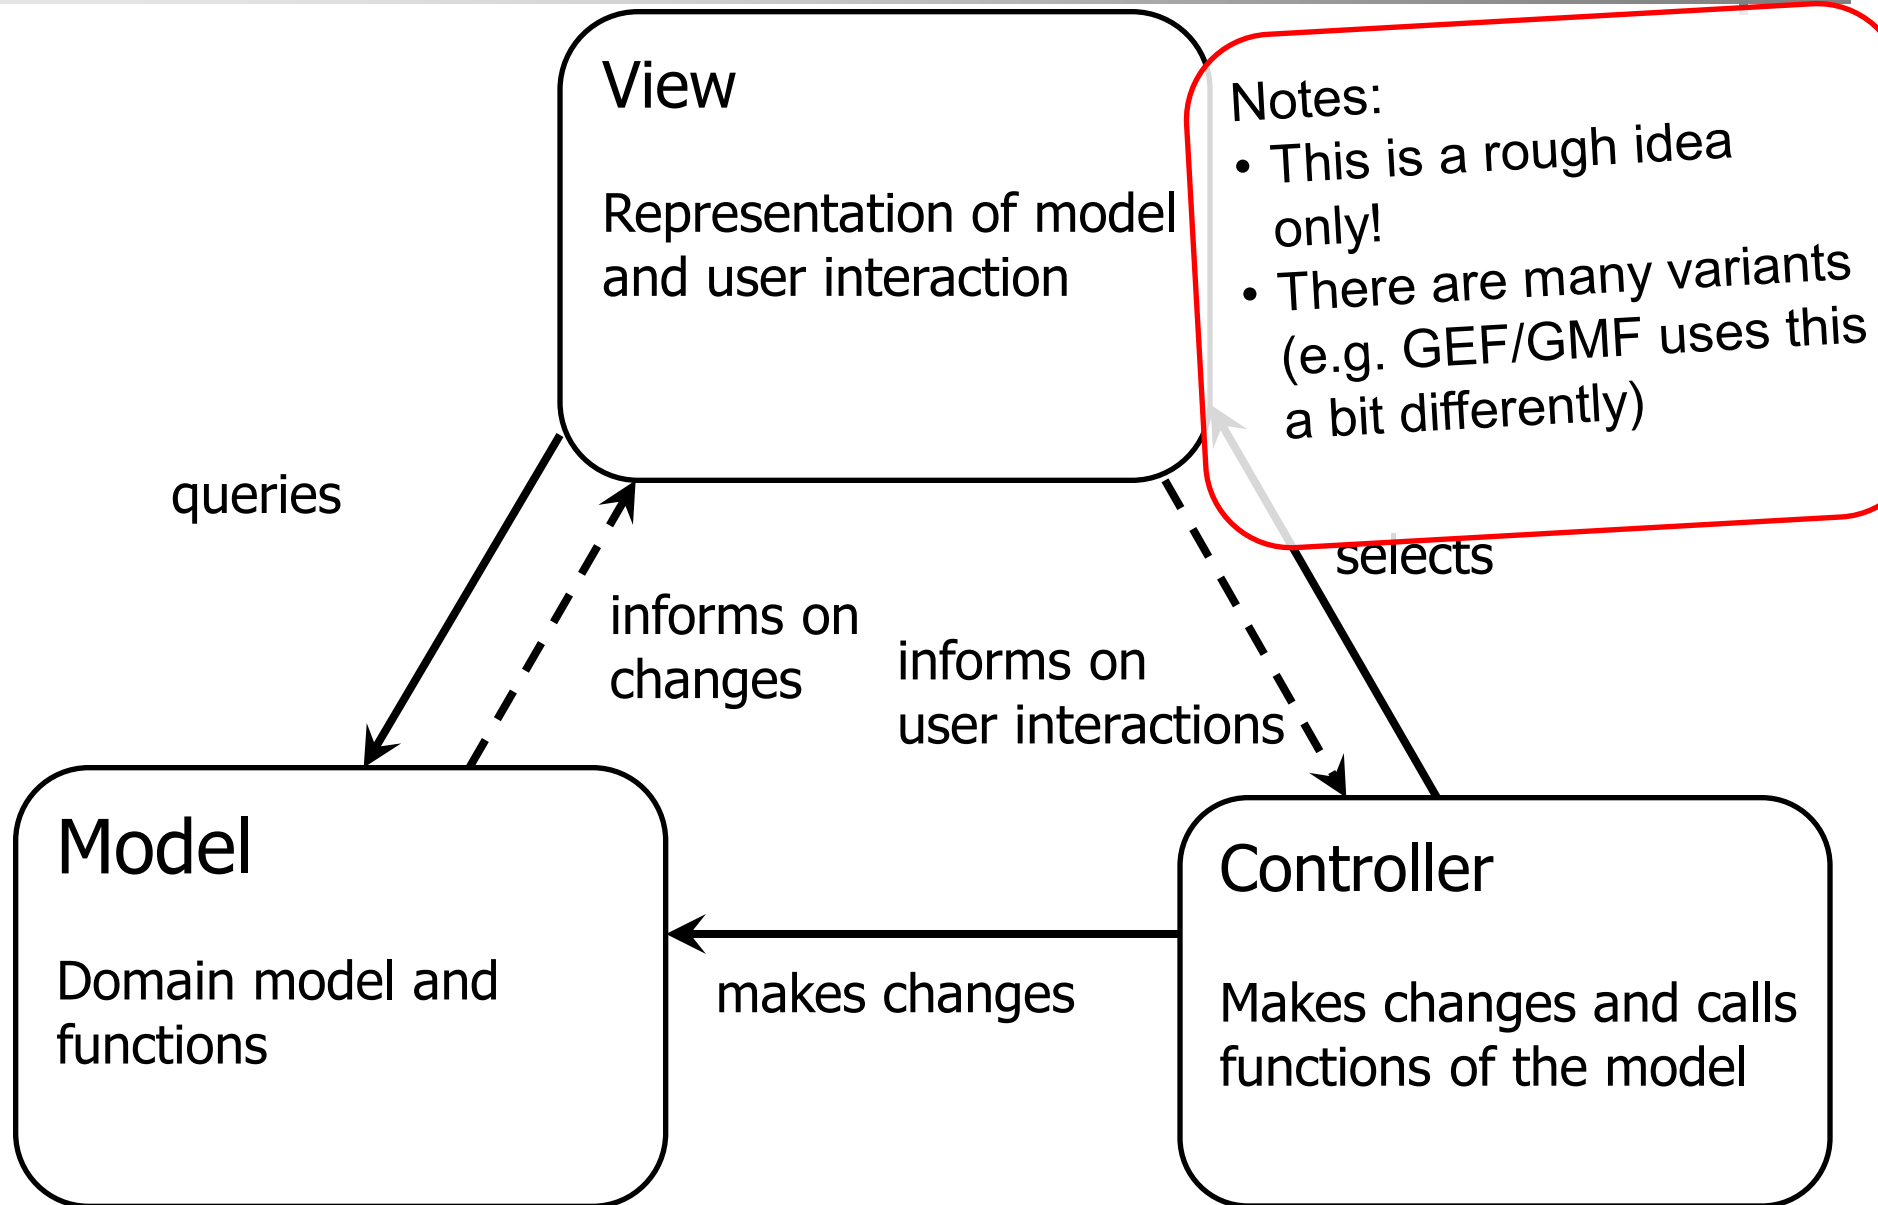 View
Representation of model
and user interaction
Notes:
• This is a rough idea
only!
• There are many variants
(e.g. GEF/GMF uses this
a bit differently)
queries
selects
informs on
changes
informs on
user interactions
Model
Domain model and
functions
makes changes
Controller
Makes changes and calls
functions of the model